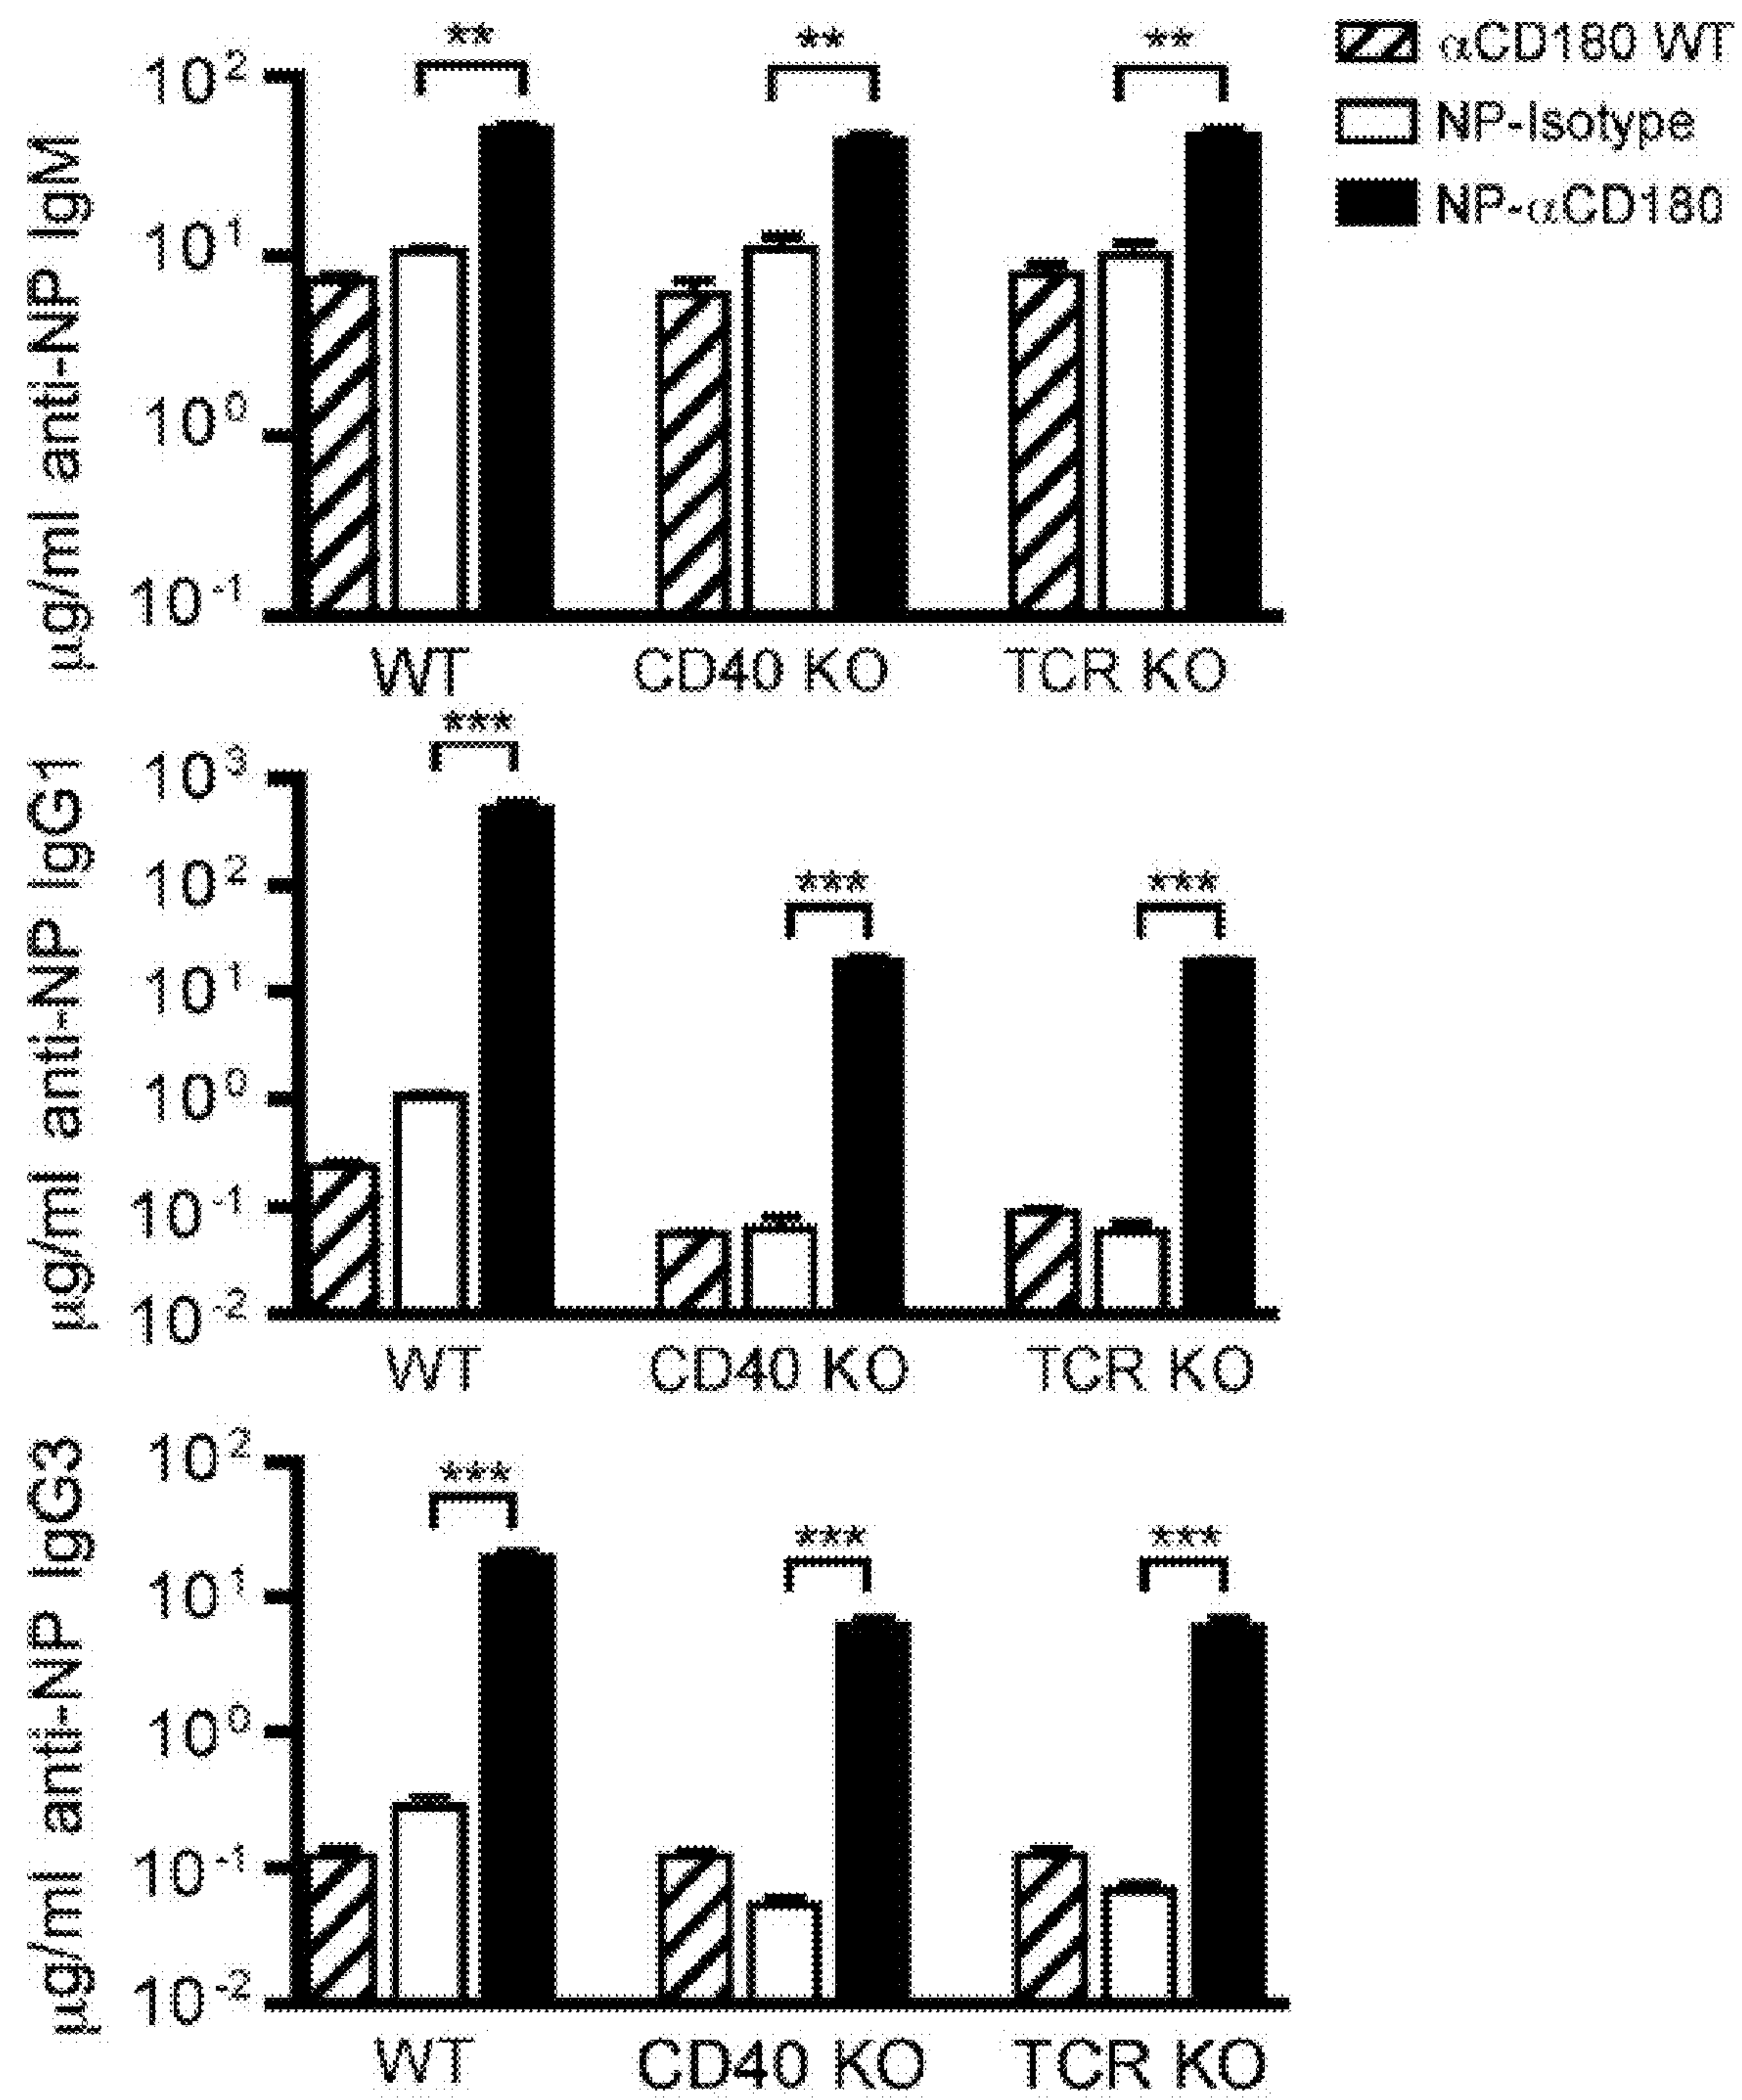 αCD180 WT
NP-Isotype
NP-αCD180
µg/ml anti-NP IgM
10²
10¹
10⁰
10⁻¹
** ** **
WT CD40 KO TCR KO
µg/ml anti-NP IgG1
10³
10²
10¹
10⁰
10⁻¹
10⁻²
*** *** ***
WT CD40 KO TCR KO
µg/ml anti-NP IgG3
10²
10¹
10⁰
10⁻¹
10⁻²
*** *** ***
WT CD40 KO TCR KO